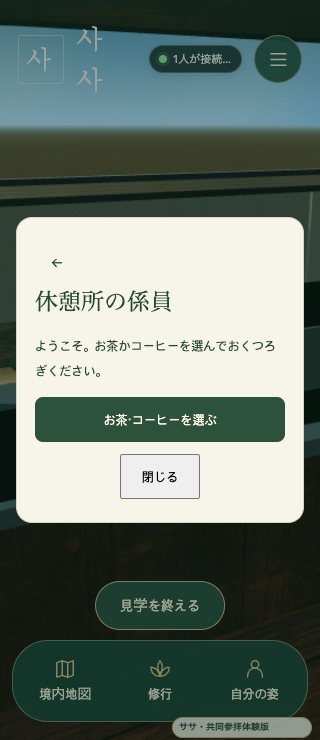 사
사
사
1人が接続…
←
休憩所の係員
ようこそ。お茶かコーヒーを選んでおくつろ
ぎください。
お茶·コーヒーを選ぶ
閉じる
見学を終える
境内地図
修行
自分の姿
ササ・共同参拝体験版